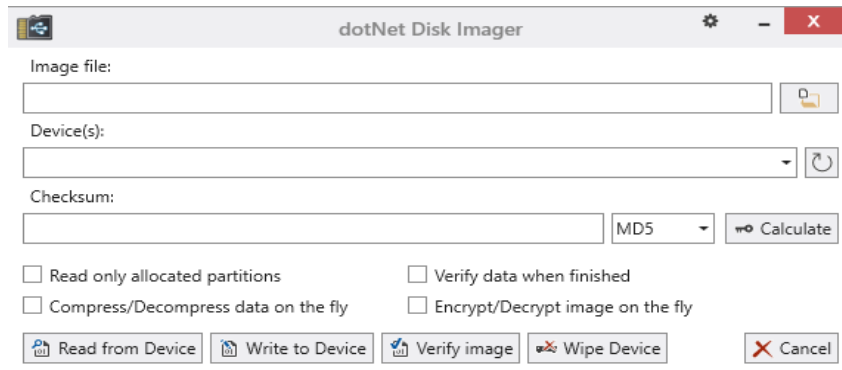 dotNet Disk Imager
Image file:
Device(s):
Checksum:
MD5 Calculate
Read only allocated partitions Verify data when finished
Compress/Decompress data on the fly Encrypt/Decrypt image on the fly
Read from Device Write to Device Verify image Wipe Device Cancel